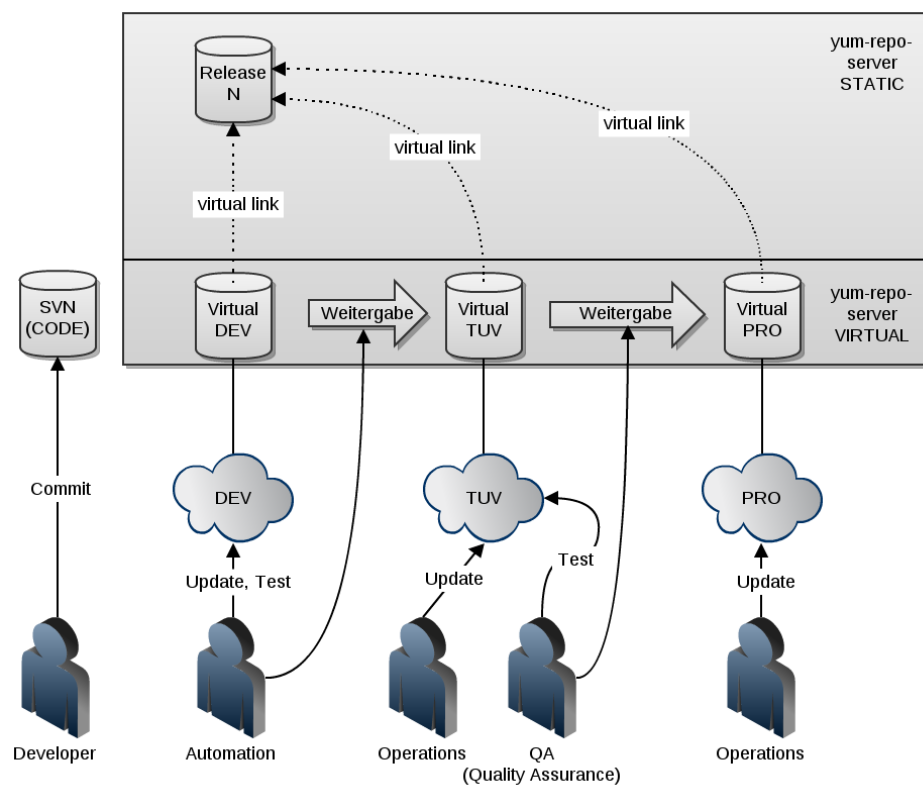 yum-repo-
server
STATIC
Release
N
virtual link
virtual link
virtual link
SVN
(CODE)
Virtual
DEV
Weitergabe
Virtual
TUV
Weitergabe
Virtual
PRO
yum-repo-
server
VIRTUAL
Commit
DEV
TUV
PRO
Update, Test
Update
Test
Update
Developer
Automation
Operations
QA
(Quality Assurance)
Operations